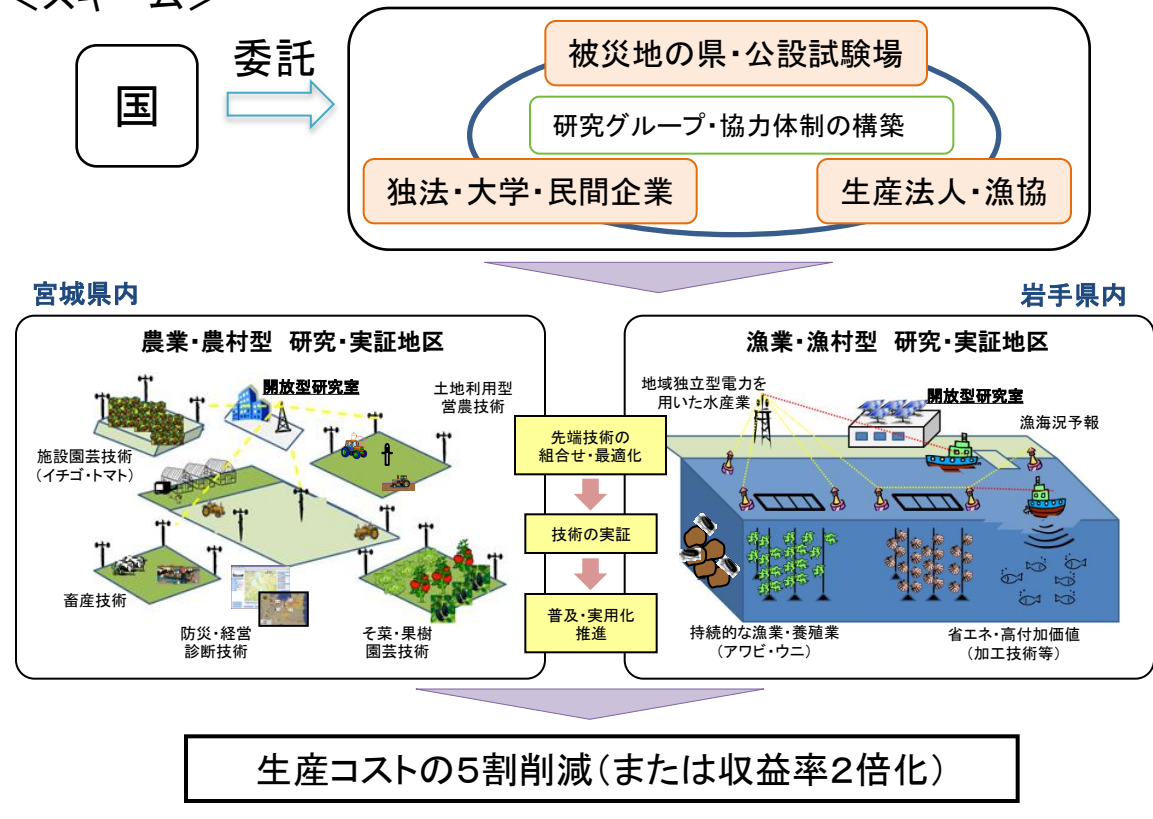 <スキーム>
国
委託
被災地の県・公設試験場
研究グループ・協力体制の構築
独法・大学・民間企業
生産法人・漁協
宮城県内
岩手県内
農業・農村型 研究・実証地区
開放型研究室
土地利用型
営農技術
施設園芸技術
(イチゴ・トマト)
畜産技術
防災・経営
診断技術
そ菜・果樹
園芸技術
先端技術の
組合せ・最適化
技術の実証
普及・実用化
推進
漁業・漁村型 研究・実証地区
地域独立型電力を
用いた水産業
開放型研究室
漁海況予報
持続的な漁業・養殖業
(アワビ・ウニ)
省エネ・高付加価値
(加工技術等)
生産コストの5割削減(または収益率2倍化)